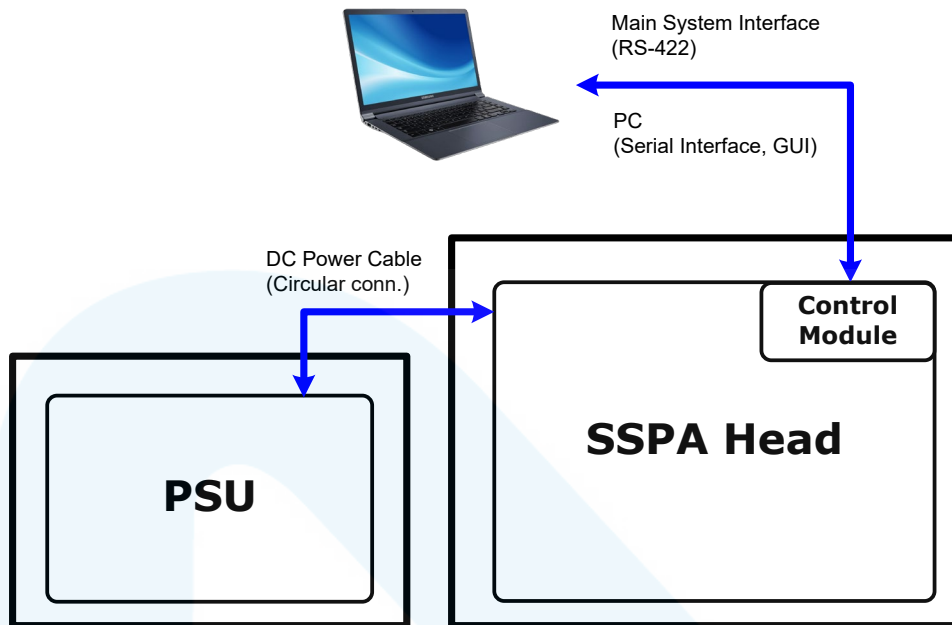 Main System Interface
(RS-422)
PC
(Serial Interface, GUI)
DC Power Cable
(Circular conn.)
Control
Module
SSPA Head
PSU